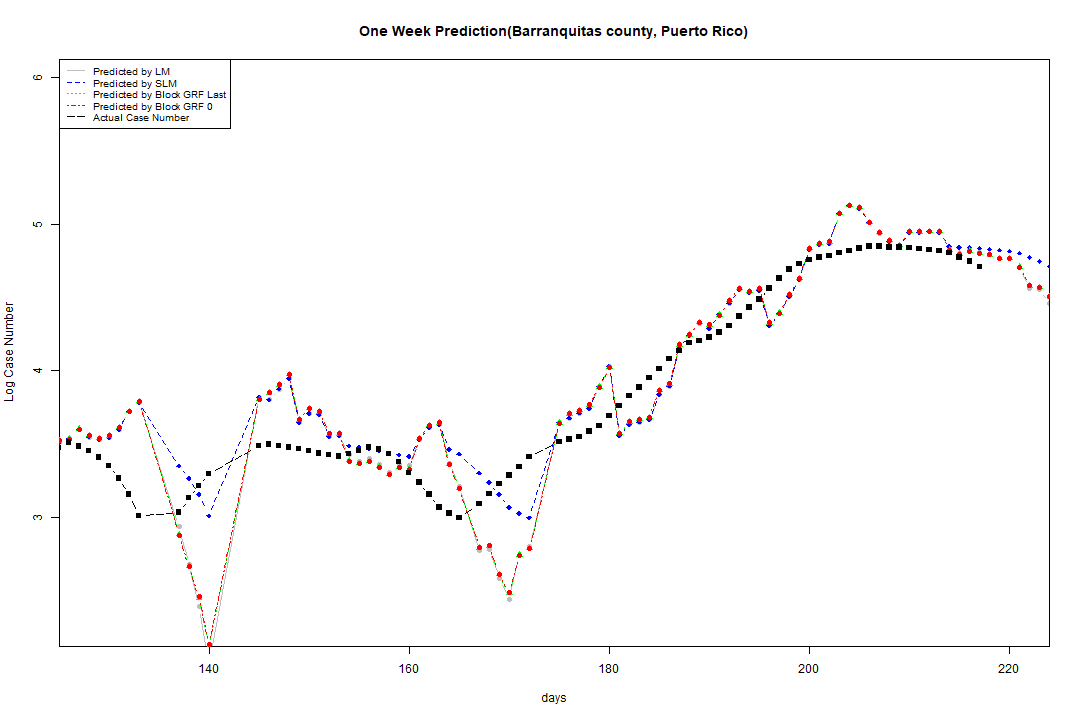 One Week Prediction(Barranquitas county, Puerto Rico)
Predicted by LM
Predicted by SLM
Predicted by Block GRF Last
Predicted by Block GRF 0
Actual Case Number
6
5
4
3
Log Case Number
140 160 180 200 220
days